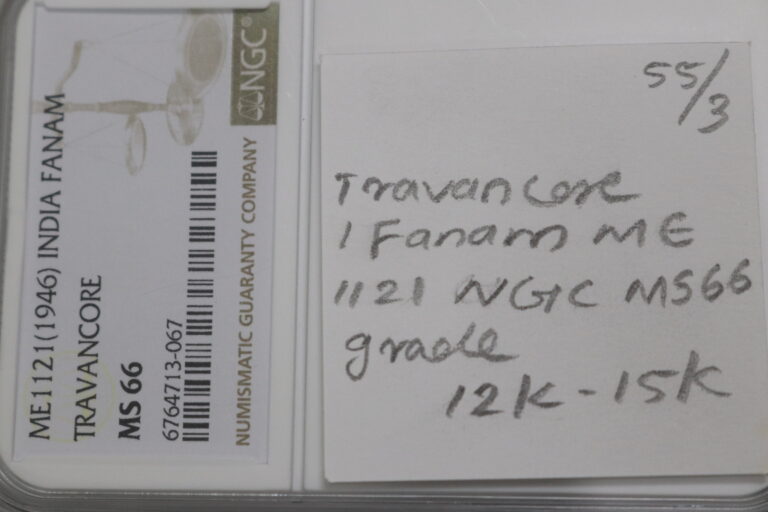 ME1121(1946) INDIA FANAM
TRAVANCORE
MS 66
6764713-067
NUMISMATIC GUARANTY COMPANY
NGC®
55/3
Travancore
1 Fanam ME
1121 NGC MS66
grade
12K-15K